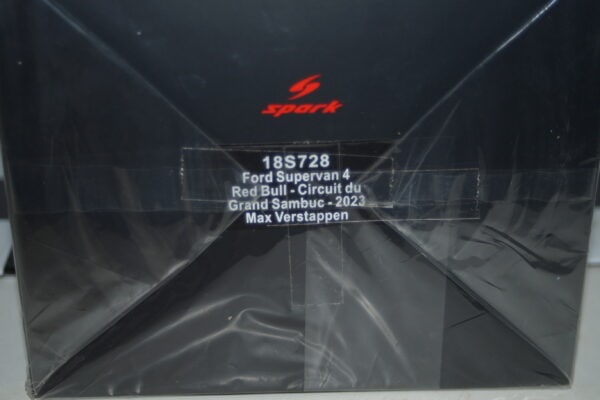 spark
18S728
Ford Supervan 4
Red Bull - Circuit du
Grand Sambuc - 2023
Max Verstappen